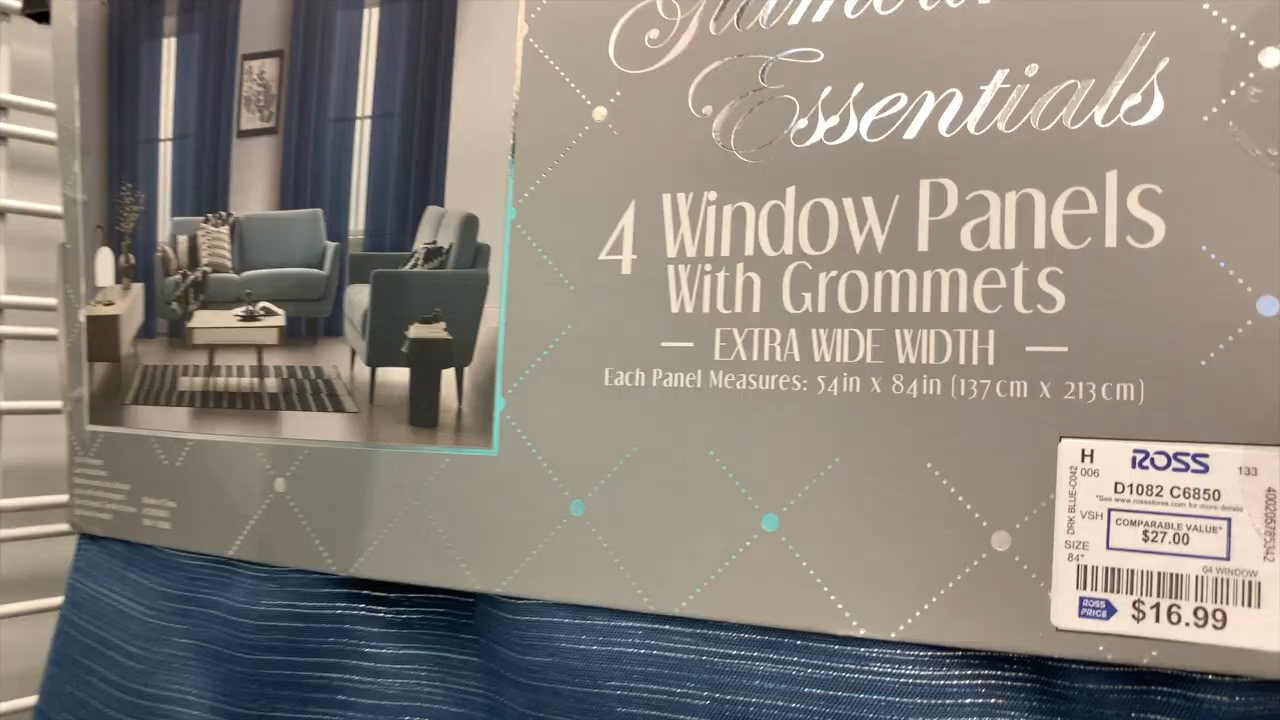 Essentials
4 Window Panels
With Grommets
EXTRA WIDE WIDTH
Each Panel Measures: 54in x 84in (137cm x 213cm)
H
006
ROSS
133
D1082 C6850
*See www.rossstores.com for more details
DRK BLUE-C042
VSH
COMPARABLE VALUE*
$27.00
SIZE
84"
04 WINDOW
400205785342
ROSS
PRICE
$16.99